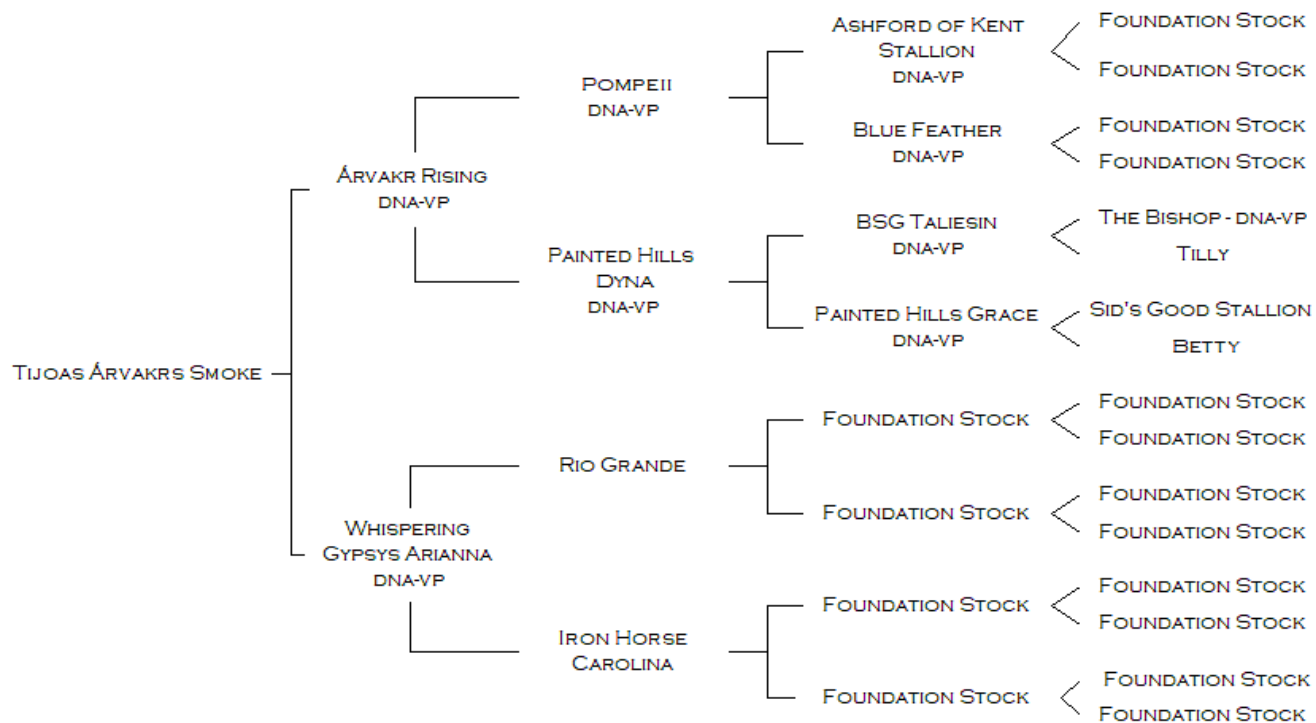 Tijoas Árvakrs Smoke
Árvakr Rising
DNA-VP
Whispering
Gypsys Arianna
DNA-VP
Pompeii
DNA-VP
Painted Hills
Dyna
DNA-VP
Rio Grande
Iron Horse
Carolina
Ashford of Kent
Stallion
DNA-VP
Blue Feather
DNA-VP
BSG Taliesin
DNA-VP
Painted Hills Grace
DNA-VP
Foundation Stock
Foundation Stock
Foundation Stock
Foundation Stock
Foundation Stock
Foundation Stock
Foundation Stock
Foundation Stock
The Bishop - DNA-VP
Tilly
Sid's Good Stallion
Betty
Foundation Stock
Foundation Stock
Foundation Stock
Foundation Stock
Foundation Stock
Foundation Stock
Foundation Stock
Foundation Stock